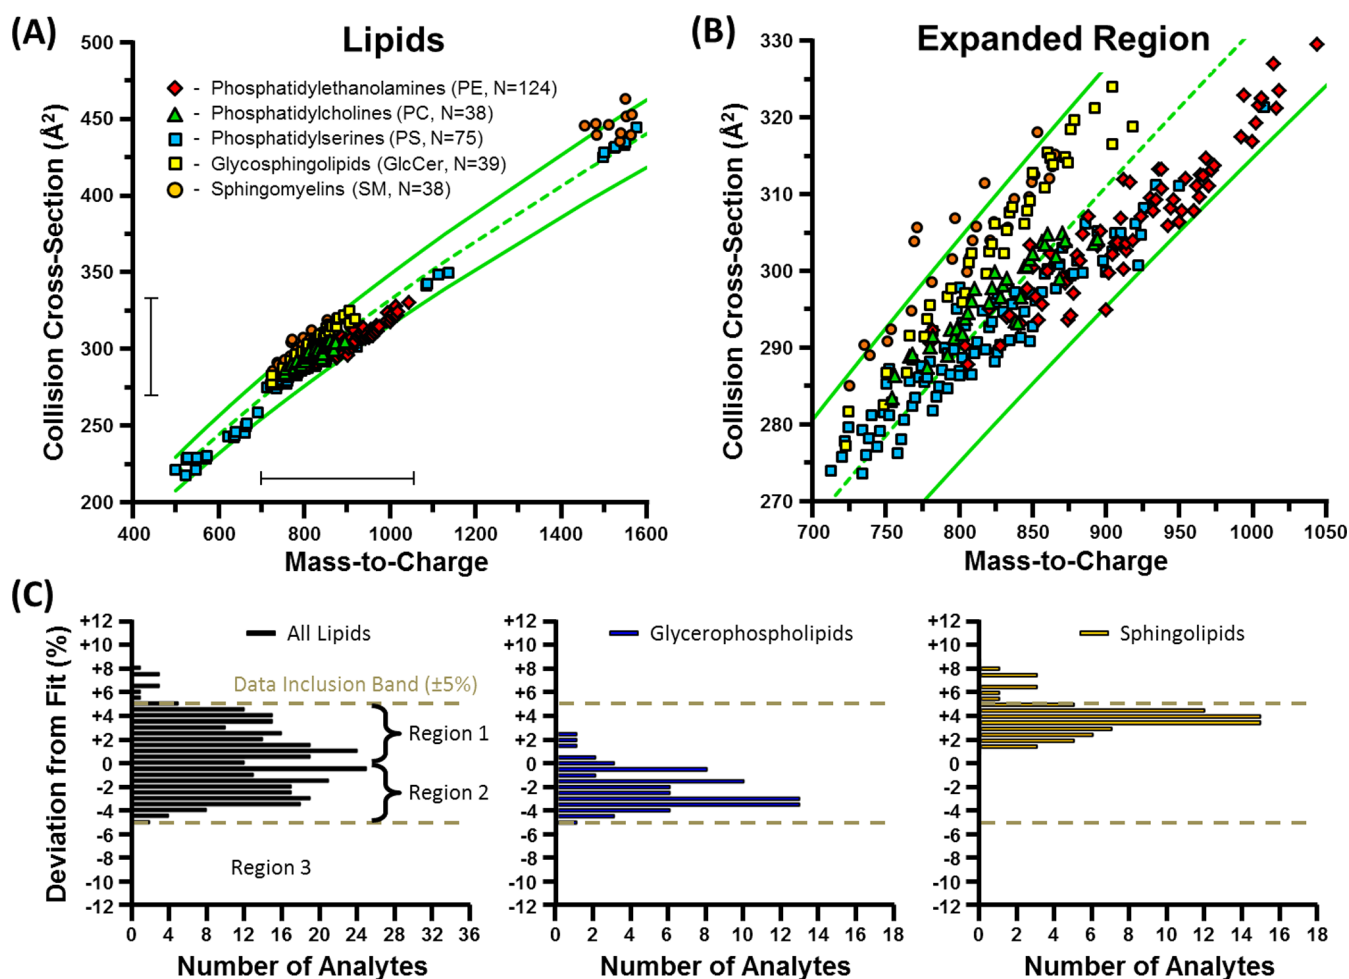 (A)
Lipids
Collision Cross-Section (Å²)
500
450
400
350
300
250
200
- Phosphatidylethanolamines (PE, N=124)
- Phosphatidylcholines (PC, N=38)
- Phosphatidylserines (PS, N=75)
- Glycosphingolipids (GlcCer, N=39)
- Sphingomyelins (SM, N=38)
400 600 800 1000 1200 1400 1600
Mass-to-Charge
(B)
Expanded Region
Collision Cross-Section (Å²)
330
320
310
300
290
280
270
700 750 800 850 900 950 1000 1050
Mass-to-Charge
(C)
Deviation from Fit (%)
+12
+10
+8
+6
+4
+2
0
-2
-4
-6
-8
-10
-12
All Lipids
Data Inclusion Band (±5%)
Region 1
Region 2
Region 3
0 4 8 12 16 20 24 28 32 36
Number of Analytes
+12
+10
+8
+6
+4
+2
0
-2
-4
-6
-8
-10
-12
Glycerophospholipids
0 2 4 6 8 10 12 14 16 18
Number of Analytes
+12
+10
+8
+6
+4
+2
0
-2
-4
-6
-8
-10
-12
Sphingolipids
0 2 4 6 8 10 12 14 16 18
Number of Analytes